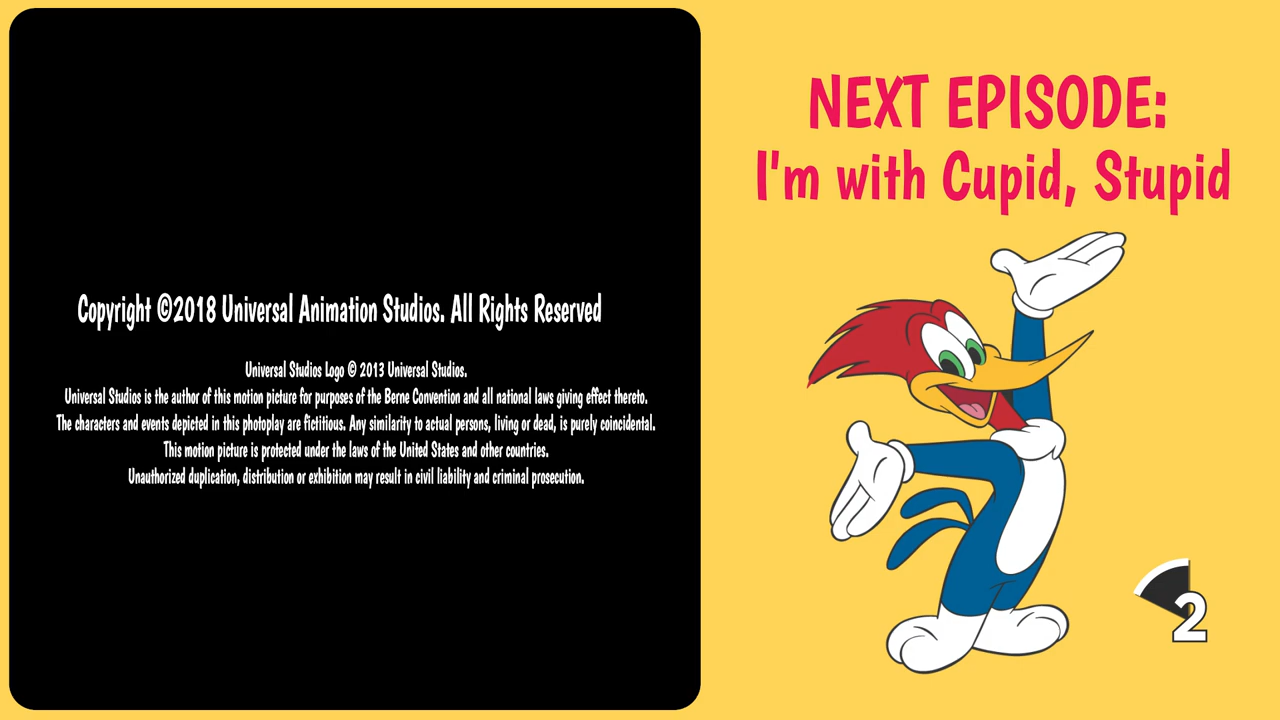 Copyright ©2018 Universal Animation Studios. All Rights Reserved
Universal Studios Logo © 2013 Universal Studios.
Universal Studios is the author of this motion picture for purposes of the Berne Convention and all national laws giving effect thereto.
The characters and events depicted in this photoplay are fictitious. Any similarity to actual persons, living or dead, is purely coincidental.
This motion picture is protected under the laws of the United States and other countries.
Unauthorized duplication, distribution or exhibition may result in civil liability and criminal prosecution.
NEXT EPISODE:
I'm with Cupid, Stupid
2